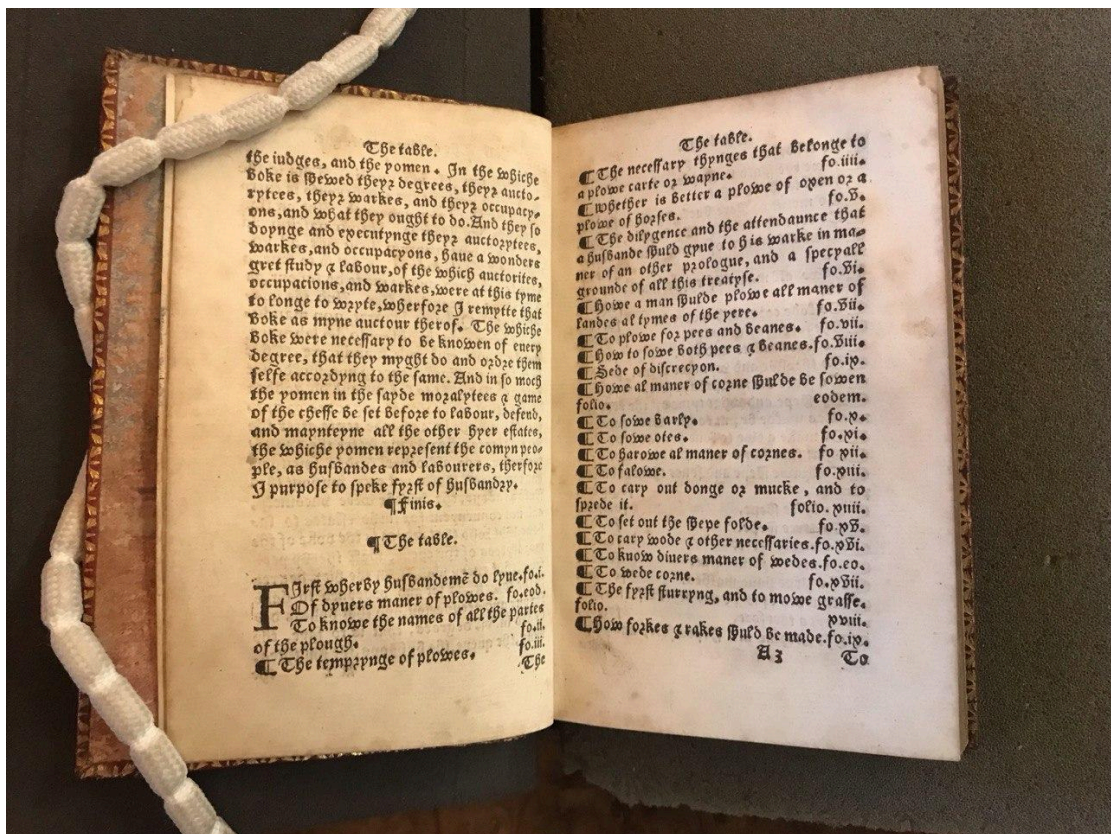 The table.
the iudges, and the yomen. In the whiche
boke is shewed theyr degrees, theyr aucto-
rytees, theyr warkes, and theyr occupacy-
ons, and what they ought to do. And they so
doynge and executynge theyr auctorytees,
warkes, and occupacyons, haue a wonders
gret study & labour, of the which auctorites,
occupacions, and warkes, were at this tyme
to longe to wryte, wherfore I remytte that
boke as myne auctour therof. The whiche
boke were necessary to be knowen of euery
degree, that they myght do and ordre them
selfe accordyng to the same. And in so moch
the yomen in the sayde moralytees & game
of the chesse be set before to labour, defend,
and maynteyne all the other hyer estates,
the whiche yomen represent the comyn peo-
ple, as husbandes and labourers, therfore
I purpose to speke fyrst of husbandry.
¶ Finis.
¶ The table.
FIrst wherby husbandemē do lyue. fo.i.
Of dyuers maner of plowes. fo.eod.
To knowe the names of all the partes
of the plough. fo.ii.
¶ The temprynge of plowes. fo.iii.
The
The table.
¶ The necessary thynges that belonge to
a plowe carte or wayne. fo.iiii.
¶ Whether is better a plowe of oxen or a
plowe of horses. fo.v.
¶ The dilygence and the attendaunce that
a husbande shuld gyue to his warke in ma-
ner of an other prologue, and a specyall
grounde of all this treatyse. fo.vi.
¶ Howe a man shulde plowe all maner of
landes al tymes of the yere. fo.vii.
¶ To plowe for pees and beanes. fo.vii.
¶ How to sowe both pees & beanes. fo.viii.
¶ Sede of discrecyon. fo.ix.
¶ Howe al maner of corne shulde be sowen
folio. eodem.
¶ To sowe barly. fo.x.
¶ To sowe otes. fo.xi.
¶ To harowe al maner of cornes. fo xii.
¶ To falowe. fo.xiii.
¶ To cary out donge or mucke, and to
sprede it. folio. xiiii.
¶ To set out the shepe folde. fo.xv.
¶ To cary wode & other necessaries. fo.xvi.
¶ To know diuers maner of wedes. fo.eo.
¶ To wede corne. fo.xvii.
¶ The fyrst sturryng, and to mowe grasse.
folio. xviii.
¶ How forkes & rakes shuld be made. fo.ix.
A3 To